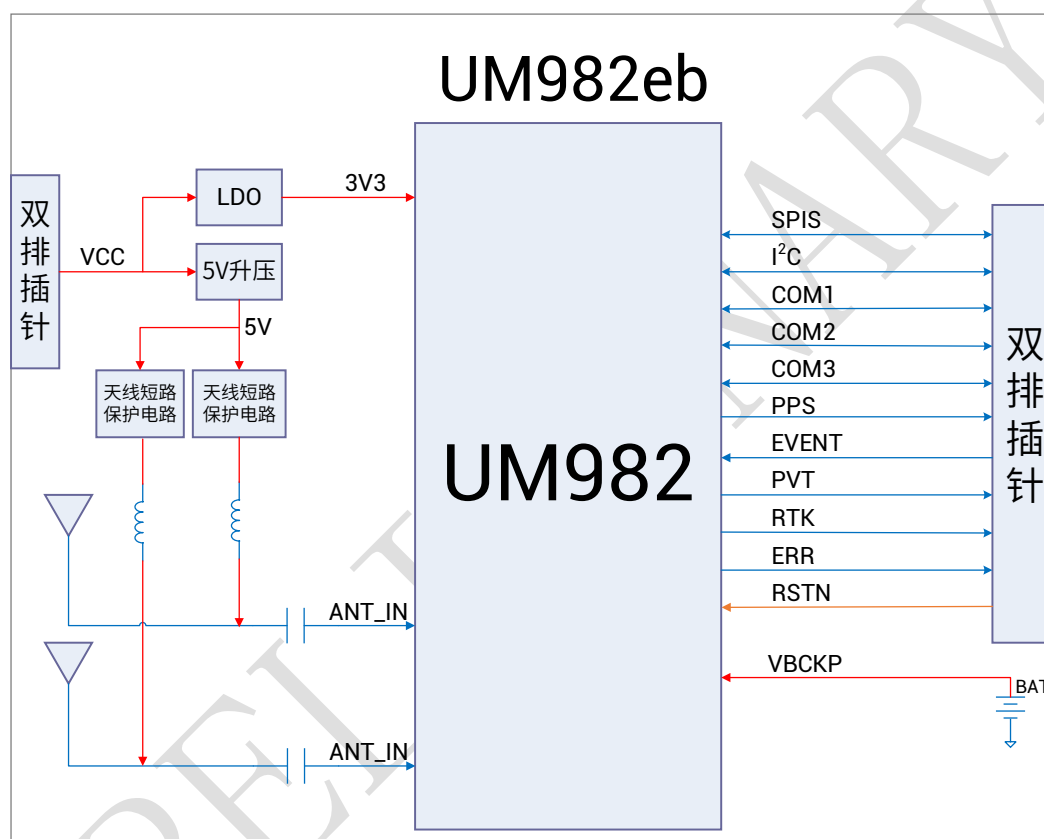 UM982eb
双排插针
VCC
LDO
3V3
5V升压
5V
天线短路
保护电路
天线短路
保护电路
ANT_IN
ANT_IN
UM982
SPIS
I²C
COM1
COM2
COM3
PPS
EVENT
PVT
RTK
ERR
RSTN
VBCKP
双排插针
BAT